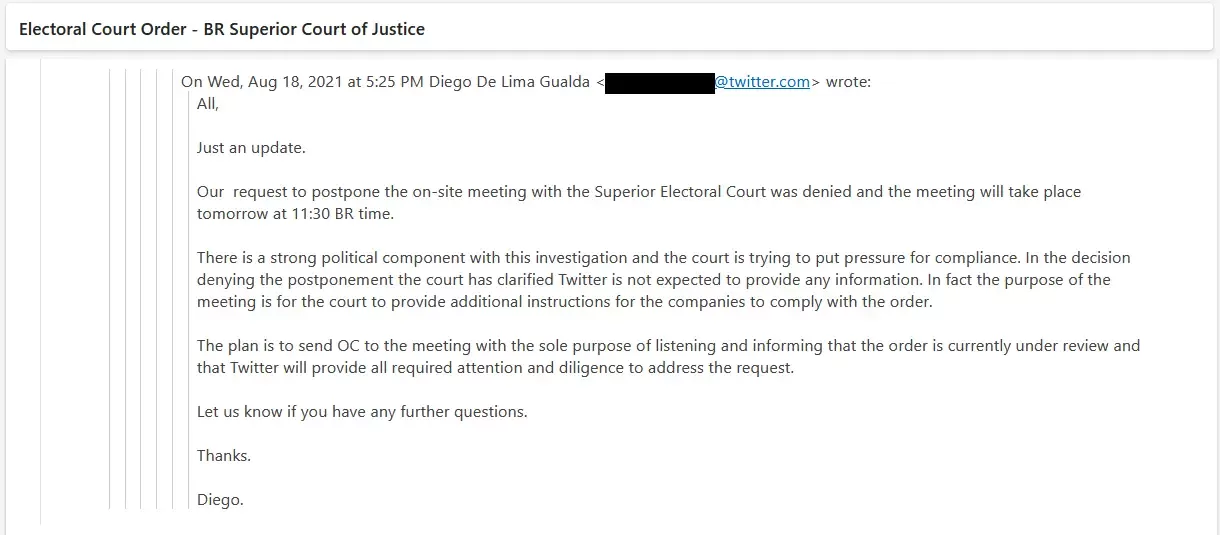 Electoral Court Order - BR Superior Court of Justice
On Wed, Aug 18, 2021 at 5:25 PM Diego De Lima Gualda < @twitter.com> wrote:
All,
Just an update.
Our  request to postpone the on-site meeting with the Superior Electoral Court was denied and the meeting will take place
tomorrow at 11:30 BR time.
There is a strong political component with this investigation and the court is trying to put pressure for compliance. In the decision
denying the postponement the court has clarified Twitter is not expected to provide any information. In fact the purpose of the
meeting is for the court to provide additional instructions for the companies to comply with the order.
The plan is to send OC to the meeting with the sole purpose of listening and informing that the order is currently under review and
that Twitter will provide all required attention and diligence to address the request.
Let us know if you have any further questions.
Thanks.
Diego.